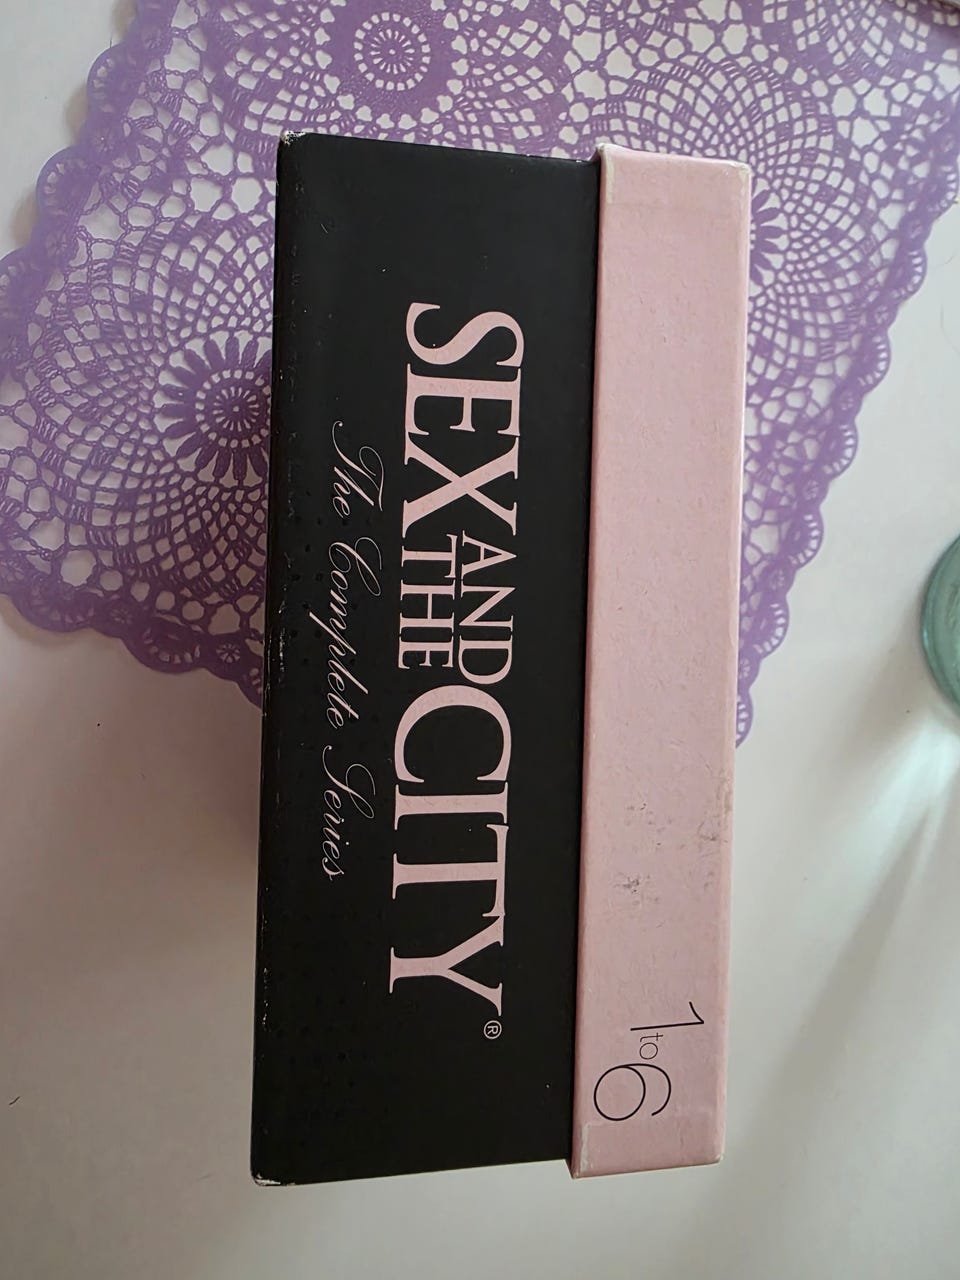 1 to 6
SEX AND THE CITY®
The Complete Series